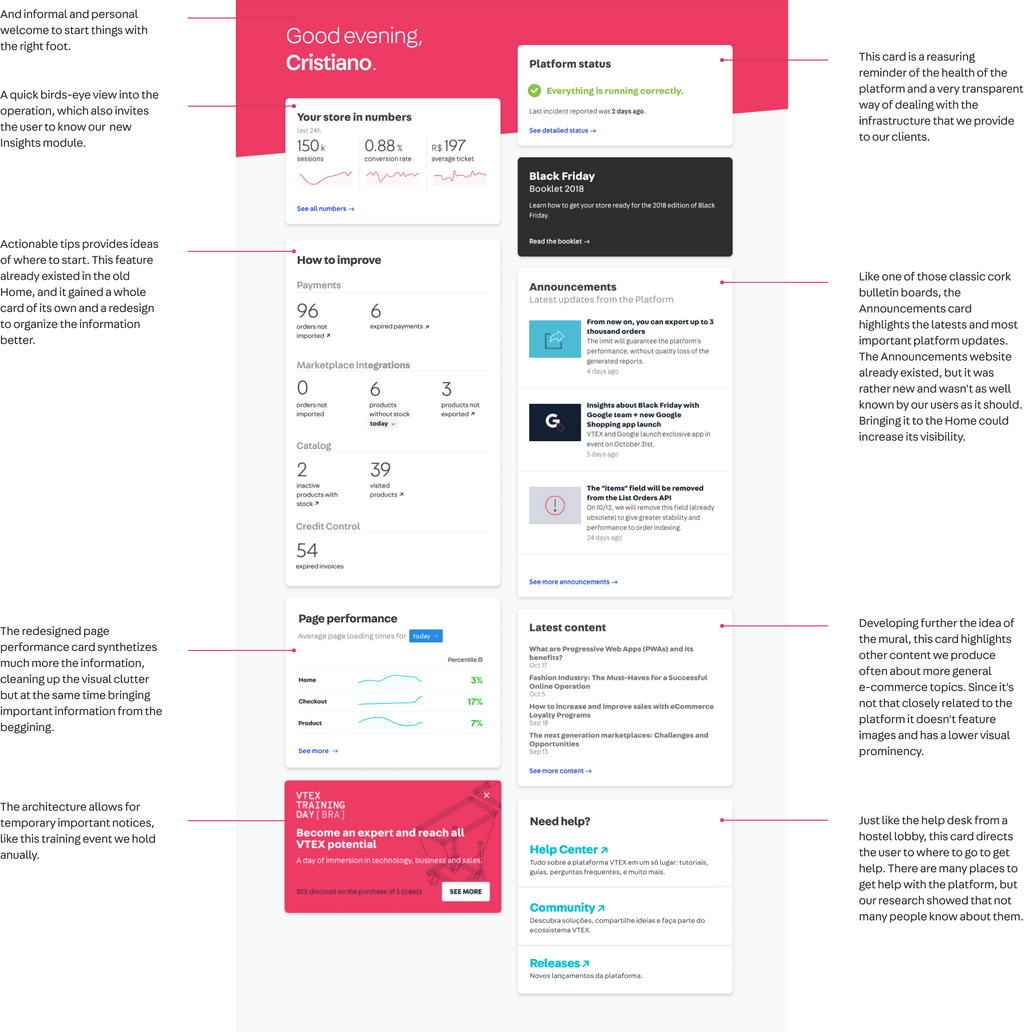 And informal and personal
welcome to start things with
the right foot.
A quick birds-eye view into the
operation, which also invites
the user to know our new
Insights module.
Actionable tips provides ideas
of where to start. This feature
already existed in the old
Home, and it gained a whole
card of its own and a redesign
to organize the information
better.
The redesigned page
performance card synthetizes
much more the information,
cleaning up the visual clutter
but at the same time bringing
important information from the
beggining.
The architecture allows for
temporary important notices,
like this training event we hold
anually.
Good evening,
Cristiano.
Your store in numbers
last 24h
150 k
sessions
0.88 %
conversion rate
R$ 197
average ticket
See all numbers →
How to improve
Payments
96
orders not
imported ↗
6
expired payments ↗
Marketplace Integrations
0
orders not
imported
6
products
without stock
today
3
products not
exported ↗
Catalog
2
inactive
products with
stock ↗
39
visited
products ↗
Credit Control
54
expired invoices
Page performance
Average page loading times for today
Percentile
Home 3%
Checkout 17%
Product 7%
See more →
VTEX
TRAINING
DAY[BRA]
Become an expert and reach all
VTEX potential
A day of immersion in technology, business and sales.
30% discount on the purchase of 5 tickets
SEE MORE
Platform status
Everything is running correctly.
Last incident reported was 2 days ago.
See detailed status →
Black Friday
Booklet 2018
Learn how to get your store ready for the 2018 edition of Black
Friday.
Read the booklet →
Announcements
Latest updates from the Platform
From now on, you can export up to 3
thousand orders
The limit will guarantee the platform's
performance, without quality loss of the
generated reports.
4 days ago
G
Insights about Black Friday with
Google team + new Google
Shopping app launch
VTEX and Google launch exclusive app in
event on October 31st.
5 days ago
The "items" field will be removed
from the List Orders API
On 10/12, we will remove this field (already
obsolete) to give greater stability and
performance to order indexing.
24 days ago
See more announcements →
Latest content
What are Progressive Web Apps (PWAs) and its
benefits?
Oct 17
Fashion Industry: The Must-Haves for a Successful
Online Operation
Oct 5
How to increase and improve sales with eCommerce
Loyalty Programs
Sep 18
The next generation marketplaces: Challenges and
Opportunities
Sep 13
See more content →
Need help?
Help Center ↗
Tudo sobre a plataforma VTEX em um só lugar: tutoriais,
guias, perguntas frequentes, e muito mais.
Community ↗
Descubra soluções, compartilhe ideias e faça parte do
ecossistema VTEX.
Releases ↗
Novos lançamentos da plataforma.
This card is a reasuring
reminder of the health of the
platform and a very transparent
way of dealing with the
infrastructure that we provide
to our clients.
Like one of those classic cork
bulletin boards, the
Announcements card
highlights the latests and most
important platform updates.
The Announcements website
already existed, but it was
rather new and wasn't as well
known by our users as it should.
Bringing it to the Home could
increase its visibility.
Developing further the idea of
the mural, this card highlights
other content we produce
often about more general
e-commerce topics. Since it's
not that closely related to the
platform it doesn't feature
images and has a lower visual
prominency.
Just like the help desk from a
hostel lobby, this card directs
the user to where to go to get
help. There are many places to
get help with the platform, but
our research showed that not
many people know about them.